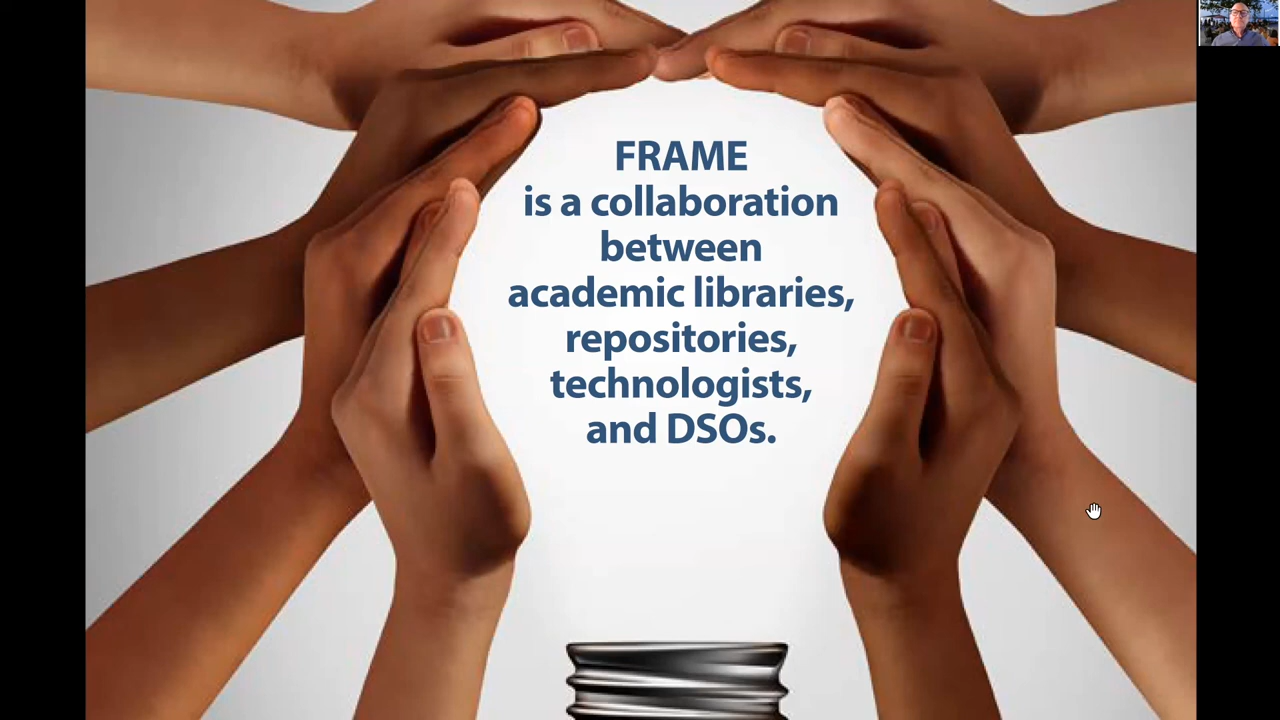 FRAME
is a collaboration
between
academic libraries,
repositories,
technologists,
and DSOs.